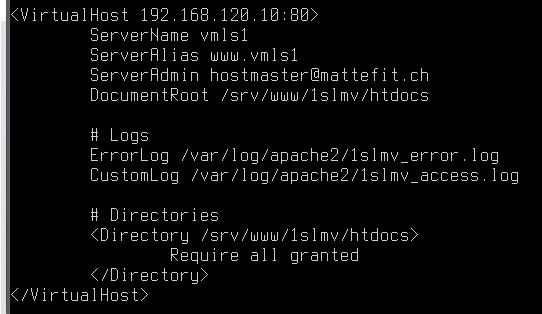 <VirtualHost 192.168.120.10:80>
ServerName vmls1
ServerAlias www.vmls1
ServerAdmin hostmaster@mattefit.ch
DocumentRoot /srv/www/1slmv/htdocs
# Logs
ErrorLog /var/log/apache2/1slmv_error.log
CustomLog /var/log/apache2/1slmv_access.log
# Directories
<Directory /srv/www/1slmv/htdocs>
Require all granted
</Directory>
</VirtualHost>